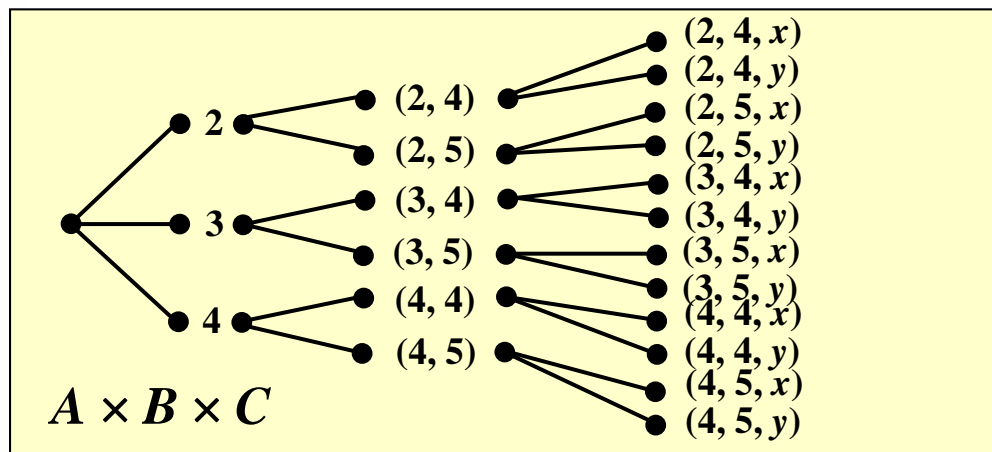 (2, 4, x)
(2, 4, y)
(2, 4)
2
(2, 5, x)
(2, 5)
(2, 5, y)
(3, 4, x)
(3, 4)
(3, 4, y)
3
(3, 5)
(3, 5, x)
(3, 5, y)
(4, 4)
(4, 4, x)
4
(4, 5)
(4, 4, y)
(4, 5, x)
A × B × C
(4, 5, y)